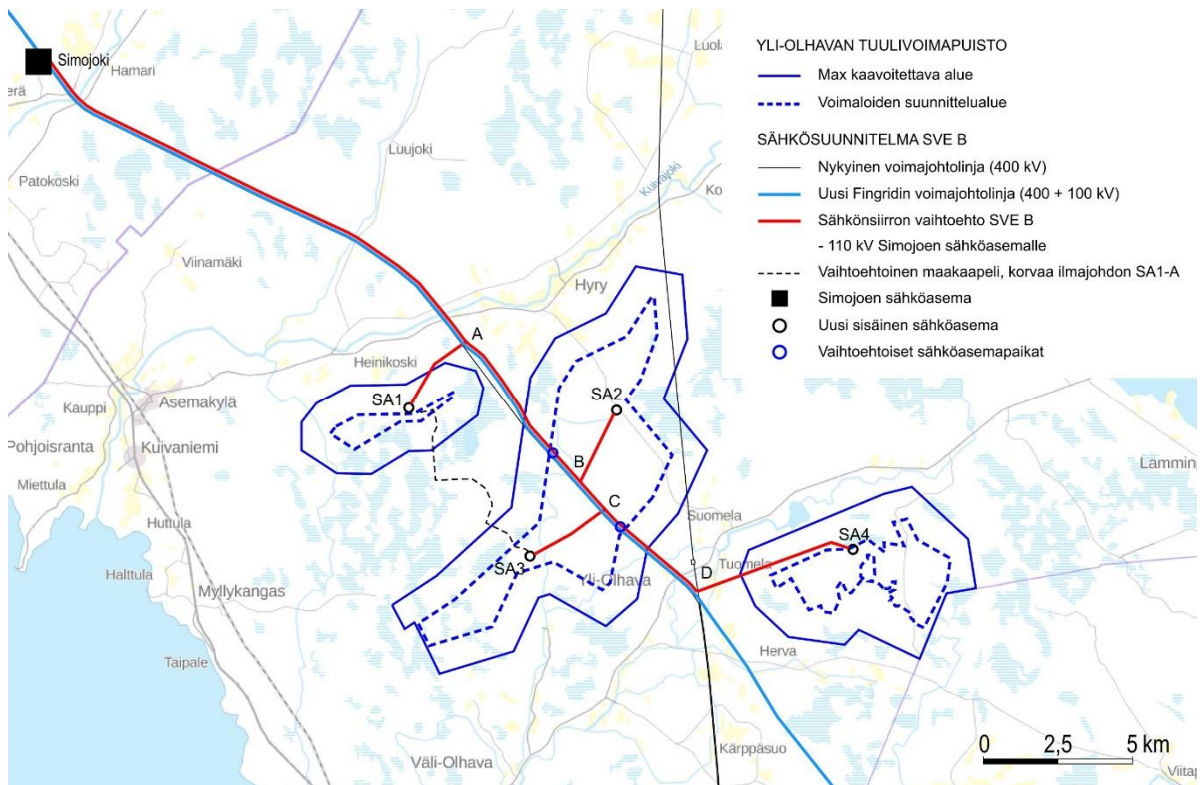 YLI-OLHAVAN TUULIVOIMAPUISTO
Max kaavoitettava alue
Voimaloiden suunnittelualue
SÄHKÖSUUNNITELMA SVE B
Nykyinen voimajohtolinja (400 kV)
Uusi Fingridin voimajohtolinja (400 + 100 kV)
Sähkönsiirron vaihtoehto SVE B
- 110 kV Simojoen sähköasemalle
Vaihtoehtoinen maakaapeli, korvaa ilmajohdon SA1-A
Simojoen sähköasema
Uusi sisäinen sähköasema
Vaihtoehtoiset sähköasemapaikat
Simojoki
Hamari
erä
Luola
Luujoki
Patokoski
Kuivajoki
Ko
Viinamäki
Hyry
A
Heinikoski
SA1
SA2
Kauppi
Asemakylä
Pohjoisranta
Kuivaniemi
B
Lammin
Miettula
C
Suomela
Huttula
SA4
SA3
Tuomela
Halttula
Yli-Olhava
D
Myllykangas
Herva
Taipale
Kärppäsuo
Väli-Olhava
0 2,5 5 km
Viitap